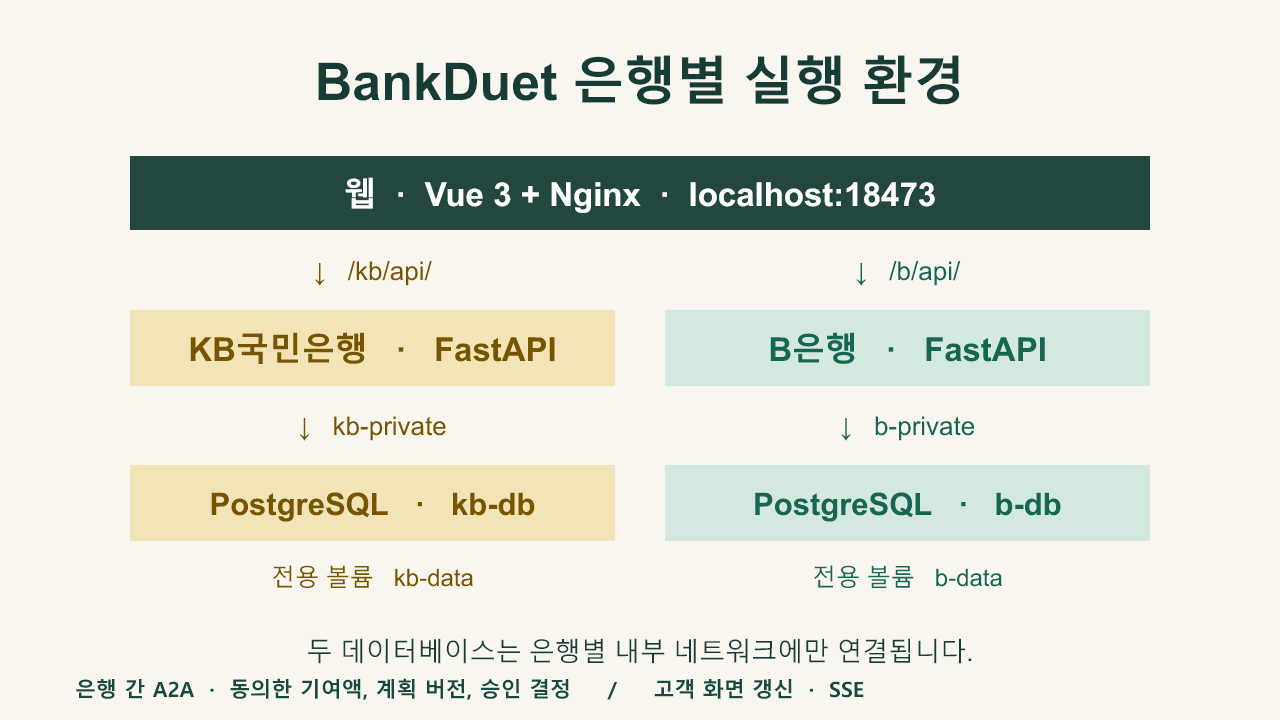 BankDuet 은행별 실행 환경
웹 · Vue 3 + Nginx · localhost:18473
↓ /kb/api/
↓ /b/api/
KB국민은행 · FastAPI
B은행 · FastAPI
↓ kb-private
↓ b-private
PostgreSQL · kb-db
PostgreSQL · b-db
전용 볼륨 kb-data
전용 볼륨 b-data
두 데이터베이스는 은행별 내부 네트워크에만 연결됩니다.
은행 간 A2A · 동의한 기여액, 계획 버전, 승인 결정 / 고객 화면 갱신 · SSE